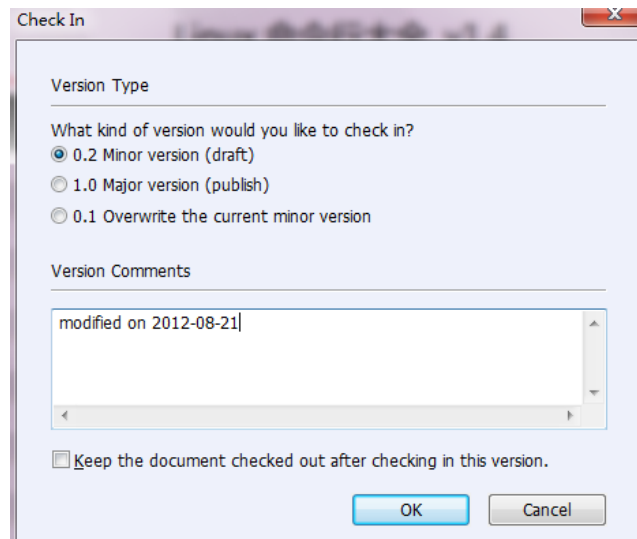 Check In
Version Type
What kind of version would you like to check in?
0.2 Minor version (draft)
1.0 Major version (publish)
0.1 Overwrite the current minor version
Version Comments
modified on 2012-08-21
Keep the document checked out after checking in this version.
OK
Cancel